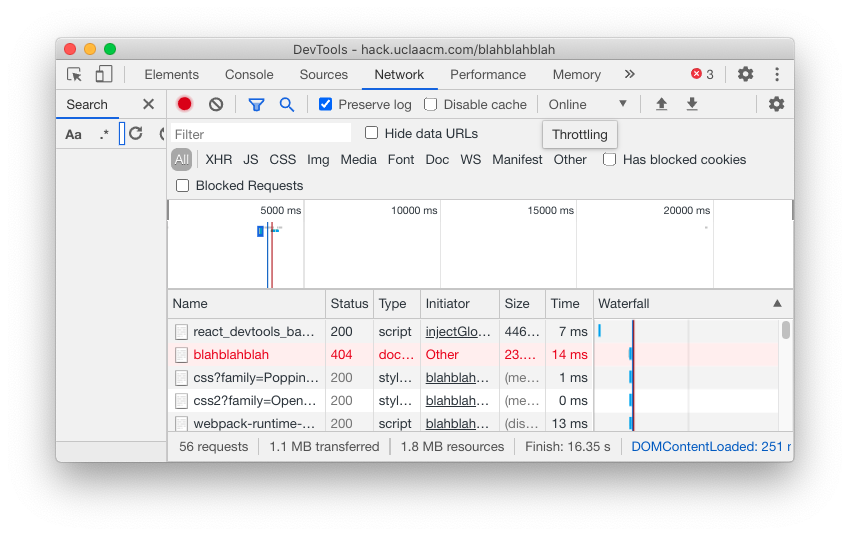 DevTools - hack.uclaacm.com/blahblahblah
Elements Console Sources Network Performance Memory » 3
Search
Preserve log Disable cache Online ▼
Aa .*
Filter Hide data URLs Throttling
All XHR JS CSS Img Media Font Doc WS Manifest Other Has blocked cookies
Blocked Requests
5000 ms 10000 ms 15000 ms 20000 ms
Name Status Type Initiator Size Time Waterfall ▲
react_devtools_ba… 200 script injectGlo… 446… 7 ms
blahblahblah 404 doc… Other 23.… 14 ms
css?family=Poppin… 200 styl… blahblah… (me… 1 ms
css2?family=Open… 200 styl… blahblah… (me… 0 ms
webpack-runtime-… 200 script blahblah… (dis… 13 ms
56 requests 1.1 MB transferred 1.8 MB resources Finish: 16.35 s DOMContentLoaded: 251